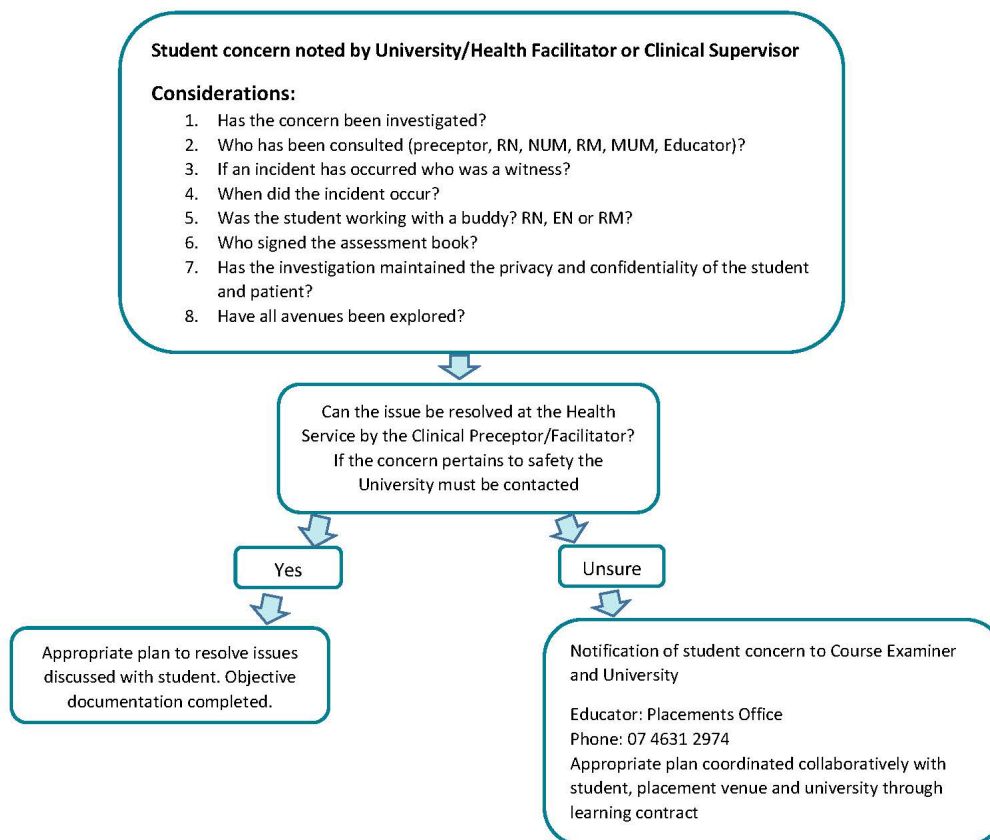 Student concern noted by University/Health Facilitator or Clinical Supervisor
Considerations:
1. Has the concern been investigated?
2. Who has been consulted (preceptor, RN, NUM, RM, MUM, Educator)?
3. If an incident has occurred who was a witness?
4. When did the incident occur?
5. Was the student working with a buddy? RN, EN or RM?
6. Who signed the assessment book?
7. Has the investigation maintained the privacy and confidentiality of the student
and patient?
8. Have all avenues been explored?
Can the issue be resolved at the Health
Service by the Clinical Preceptor/Facilitator?
If the concern pertains to safety the
University must be contacted
Yes
Unsure
Appropriate plan to resolve issues
discussed with student. Objective
documentation completed.
Notification of student concern to Course Examiner
and University
Educator: Placements Office
Phone: 07 4631 2974
Appropriate plan coordinated collaboratively with
student, placement venue and university through
learning contract